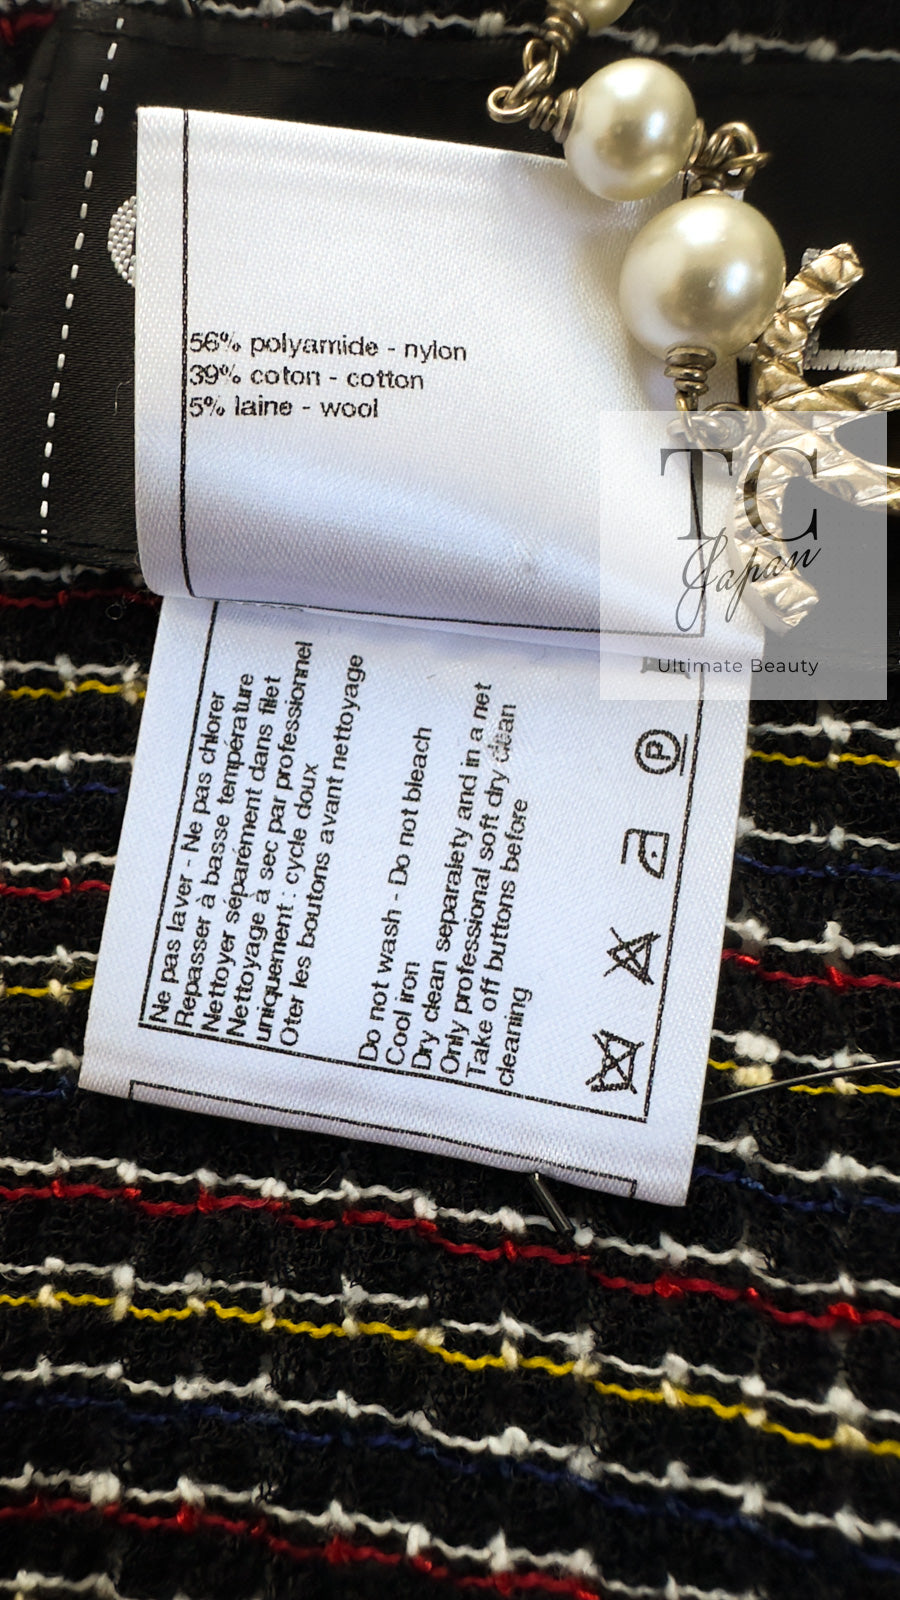 56% polyamide - nylon
39% coton - cotton
5% laine - wool
TC
Japan
Ultimate Beauty
Ne pas laver - Ne pas chlorer
Repasser à basse température
Nettoyer séparément dans filet
Nettoyage à sec par professionnel
uniquement : cycle doux
Oter les boutons avant nettoyage
Do not wash - Do not bleach
Cool iron
Dry clean separalety and in a net
Only professional soft dry clean
Take off buttons before
cleaning
P